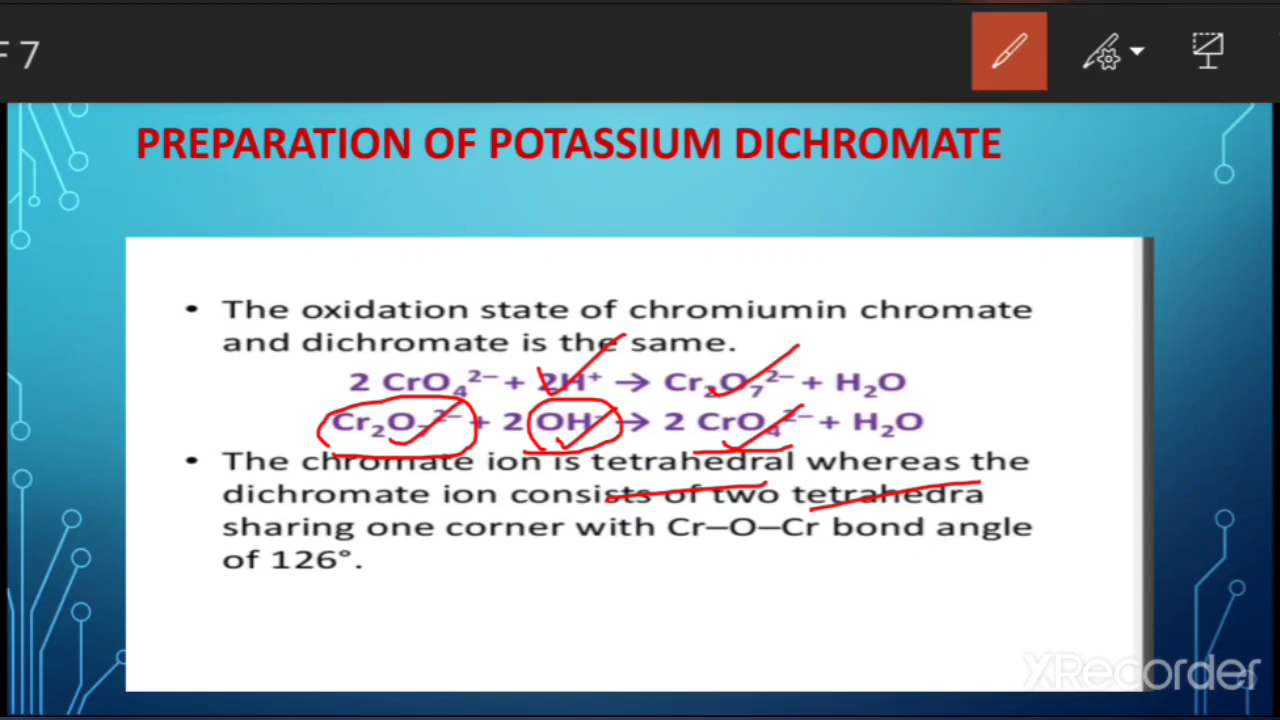 F 7
PREPARATION OF POTASSIUM DICHROMATE
• The oxidation state of chromiumin chromate
and dichromate is the same.
2 CrO₄²⁻ + 2H⁺ → Cr₂O₇²⁻ + H₂O
Cr₂O₇²⁻ + 2 OH⁻ → 2 CrO₄²⁻ + H₂O
• The chromate ion is tetrahedral whereas the
dichromate ion consists of two tetrahedra
sharing one corner with Cr–O–Cr bond angle
of 126°.
XRecorder